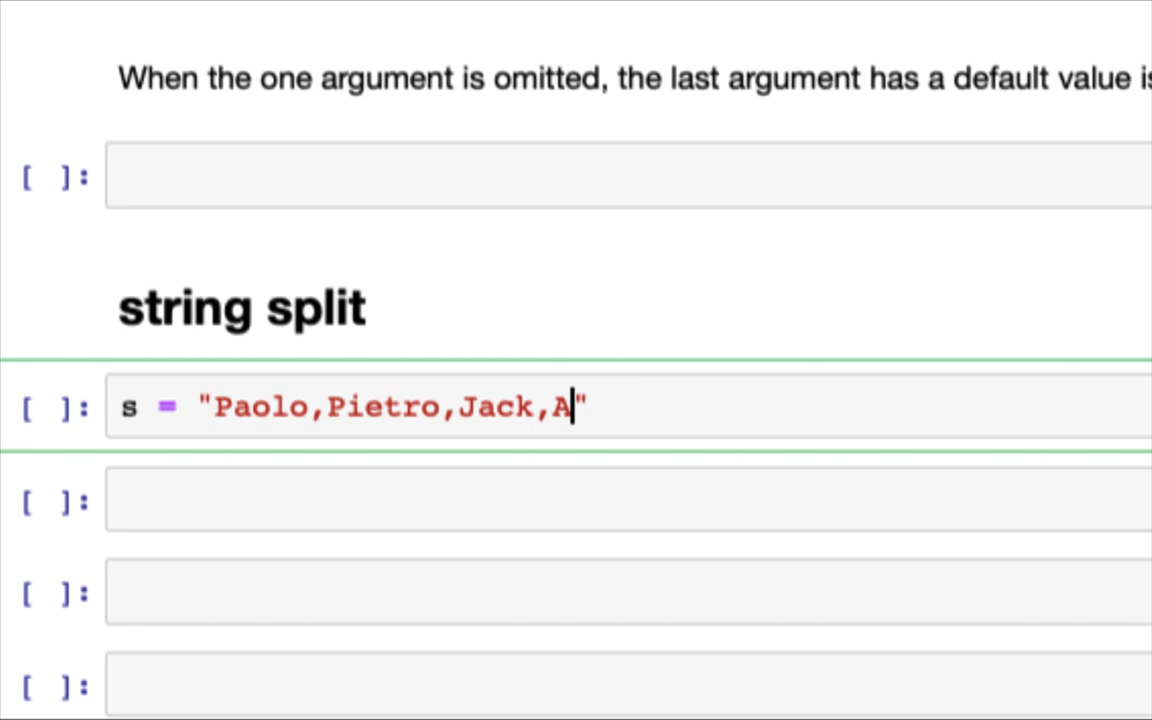 When the one argument is omitted, the last argument has a default value is
[ ]:
string split
[ ]: s = "Paolo,Pietro,Jack,A"
[ ]:
[ ]:
[ ]: